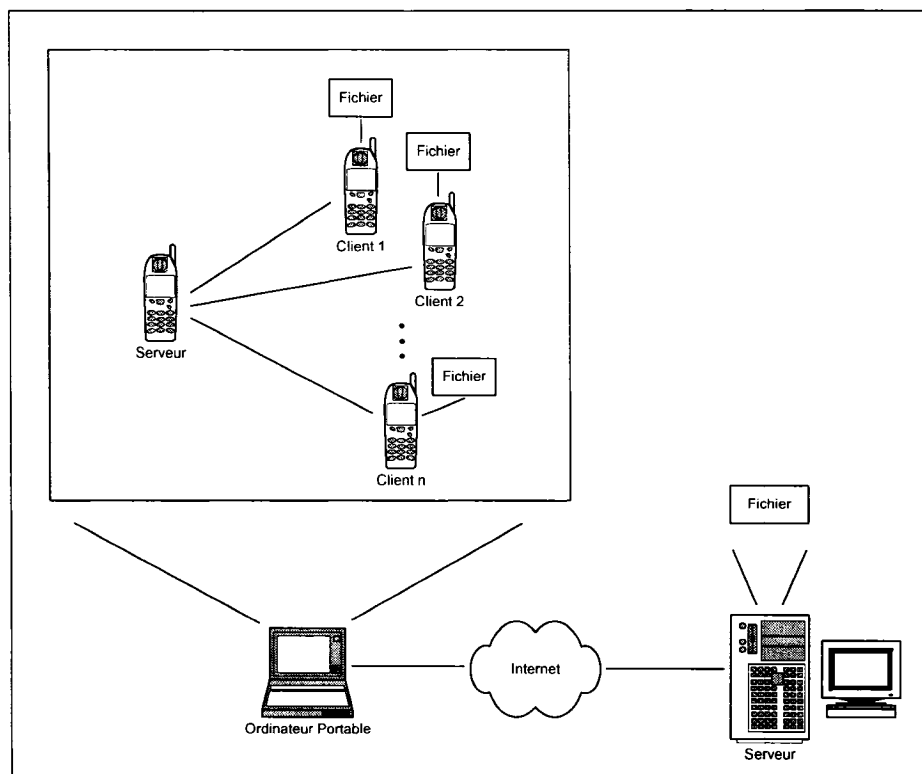 Fichier
Fichier
Client 1
Client 2
Serveur
Fichier
Client n
Fichier
Internet
Ordinateur Portable
Serveur